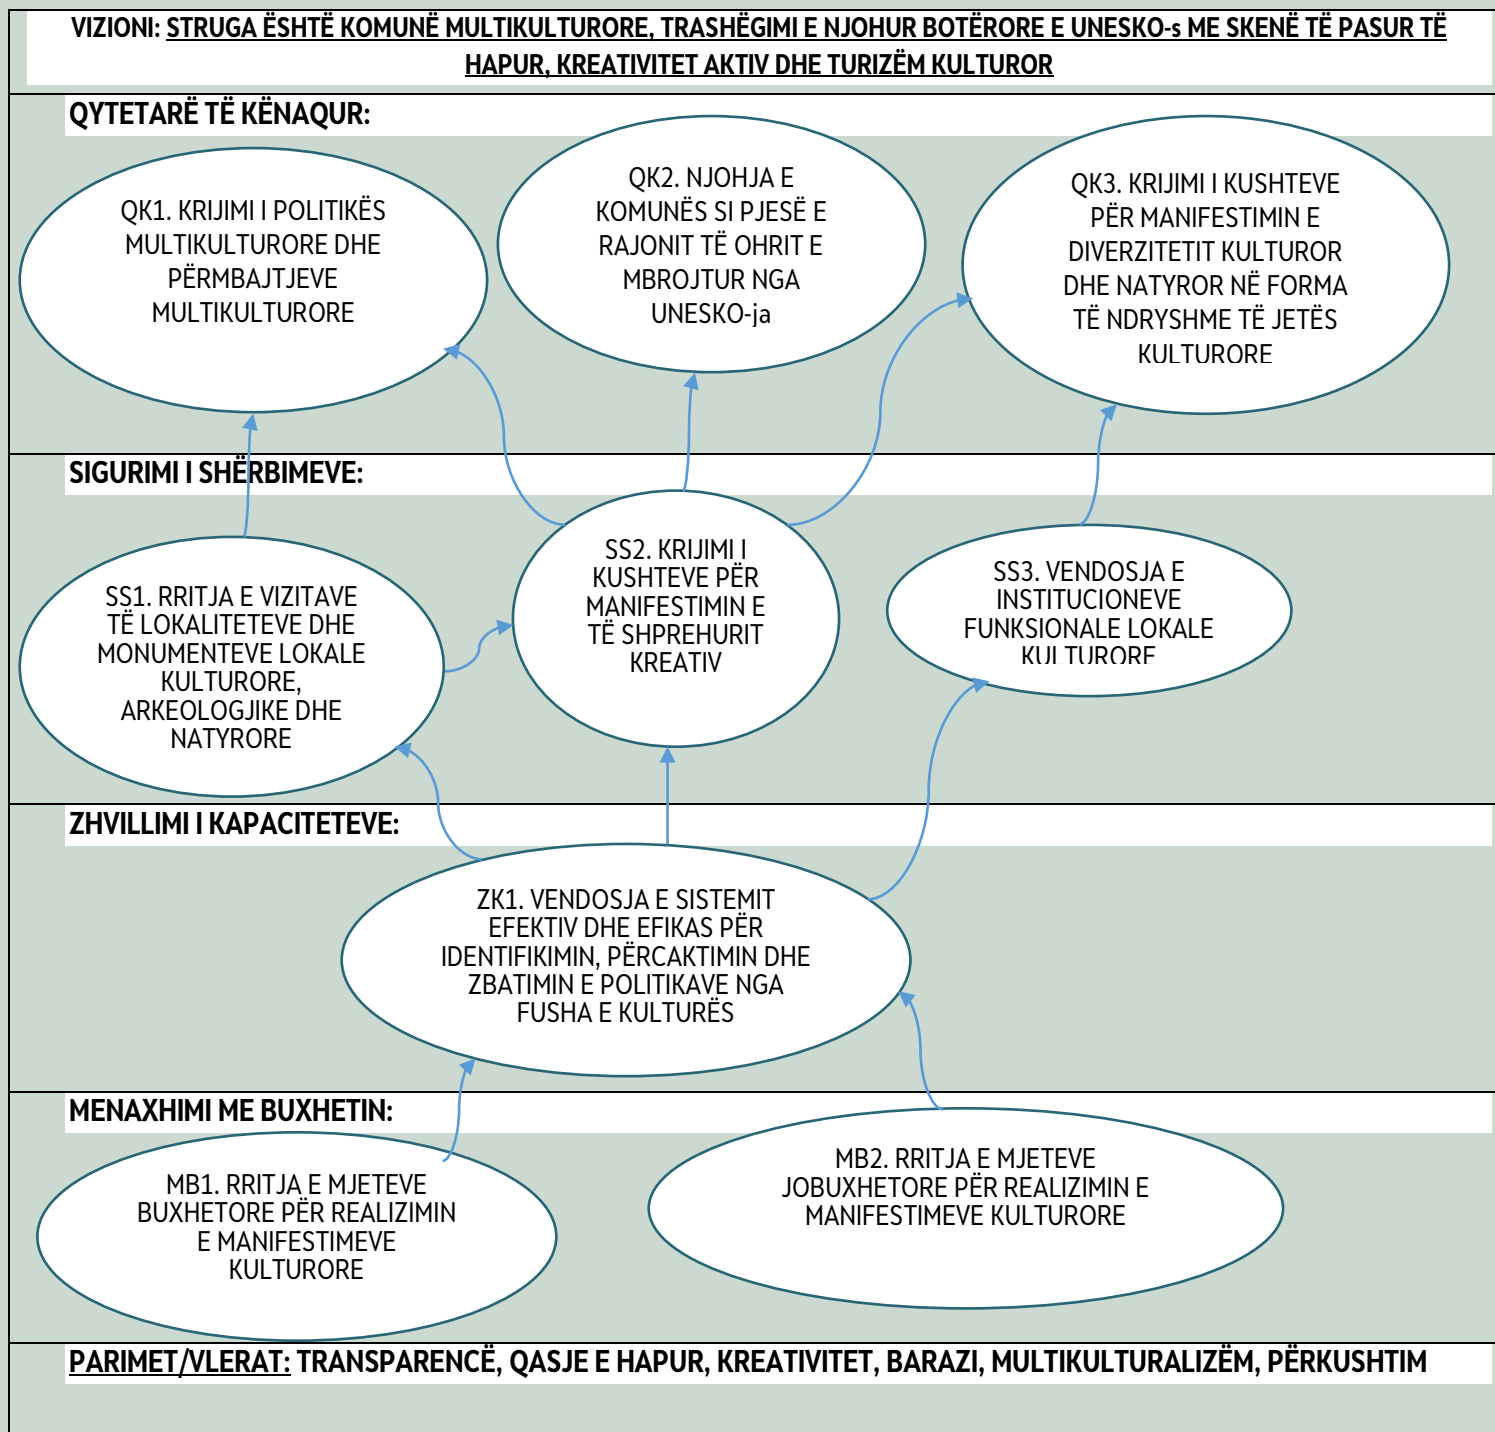 VIZIONI: STRUGA ËSHTË KOMUNË MULTIKULTURORE, TRASHËGIMI E NJOHUR BOTËRORE E UNESKO-s ME SKENË TË PASUR TË
HAPUR, KREATIVITET AKTIV DHE TURIZËM KULTUROR
QYTETARË TË KËNAQUR:
QK1. KRIJIMI I POLITIKËS
MULTIKULTURORE DHE
PËRMBAJTJEVE
MULTIKULTURORE
QK2. NJOHJA E
KOMUNËS SI PJESË E
RAJONIT TË OHRIT E
MBROJTUR NGA
UNESKO-ja
QK3. KRIJIMI I KUSHTEVE
PËR MANIFESTIMIN E
DIVERZITETIT KULTUROR
DHE NATYROR NË FORMA
TË NDRYSHME TË JETËS
KULTURORE
SIGURIMI I SHËRBIMEVE:
SS1. RRITJA E VIZITAVE
TË LOKALITETEVE DHE
MONUMENTEVE LOKALE
KULTURORE,
ARKEOLOGJIKE DHE
NATYRORE
SS2. KRIJIMI I
KUSHTEVE PËR
MANIFESTIMIN E
TË SHPREHURIT
KREATIV
SS3. VENDOSJA E
INSTITUCIONEVE
FUNKSIONALE LOKALE
KULTURORE
ZHVILLIMI I KAPACITETEVE:
ZK1. VENDOSJA E SISTEMIT
EFEKTIV DHE EFIKAS PËR
IDENTIFIKIMIN, PËRCAKTIMIN DHE
ZBATIMIN E POLITIKAVE NGA
FUSHA E KULTURËS
MENAXHIMI ME BUXHETIN:
MB1. RRITJA E MJETEVE
BUXHETORE PËR REALIZIMIN
E MANIFESTIMEVE
KULTURORE
MB2. RRITJA E MJETEVE
JOBUXHETORE PËR REALIZIMIN E
MANIFESTIMEVE KULTURORE
PARIMET/VLERAT: TRANSPARENCË, QASJE E HAPUR, KREATIVITET, BARAZI, MULTIKULTURALIZËM, PËRKUSHTIM